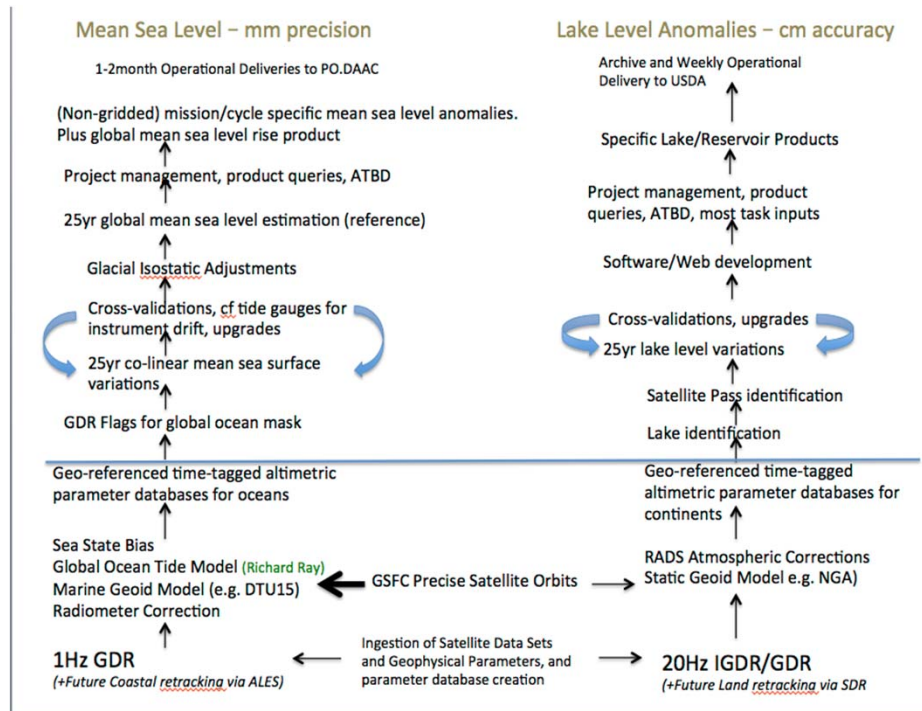 Mean Sea Level – mm precision
1-2month Operational Deliveries to PO.DAAC
(Non-gridded) mission/cycle specific mean sea level anomalies.
Plus global mean sea level rise product
Project management, product queries, ATBD
25yr global mean sea level estimation (reference)
Glacial Isostatic Adjustments
Cross-validations, cf tide gauges for
instrument drift, upgrades
25yr co-linear mean sea surface
variations
GDR Flags for global ocean mask
Geo-referenced time-tagged altimetric
parameter databases for oceans
Sea State Bias
Global Ocean Tide Model (Richard Ray)
Marine Geoid Model (e.g. DTU15)
Radiometer Correction
1Hz GDR
(+Future Coastal retracking via ALES)
GSFC Precise Satellite Orbits
Ingestion of Satellite Data Sets
and Geophysical Parameters, and
parameter database creation
Lake Level Anomalies – cm accuracy
Archive and Weekly Operational
Delivery to USDA
Specific Lake/Reservoir Products
Project management, product
queries, ATBD, most task inputs
Software/Web development
Cross-validations, upgrades
25yr lake level variations
Satellite Pass identification
Lake identification
Geo-referenced time-tagged
altimetric parameter databases for
continents
RADS Atmospheric Corrections
Static Geoid Model e.g. NGA)
20Hz IGDR/GDR
(+Future Land retracking via SDR